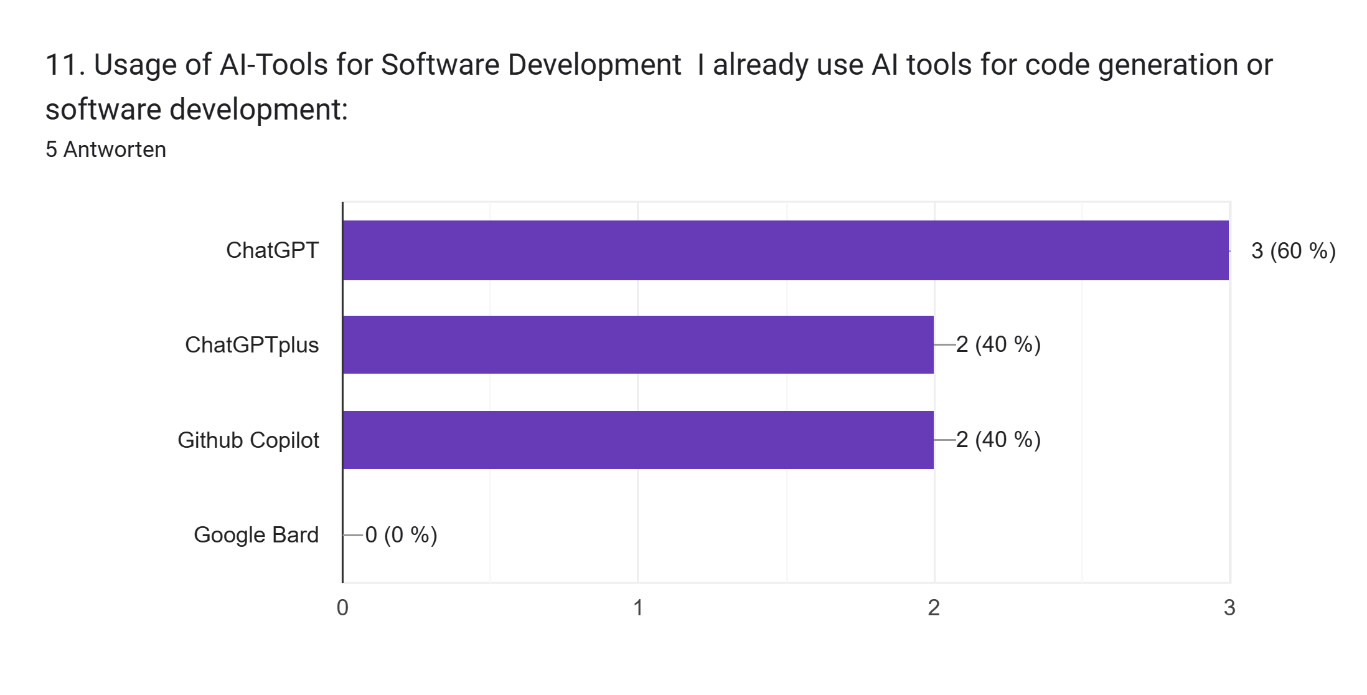 11. Usage of AI-Tools for Software Development  I already use AI tools for code generation or
software development:
5 Antworten
ChatGPT
3 (60 %)
ChatGPTplus
2 (40 %)
Github Copilot
2 (40 %)
Google Bard
0 (0 %)
0 1 2 3